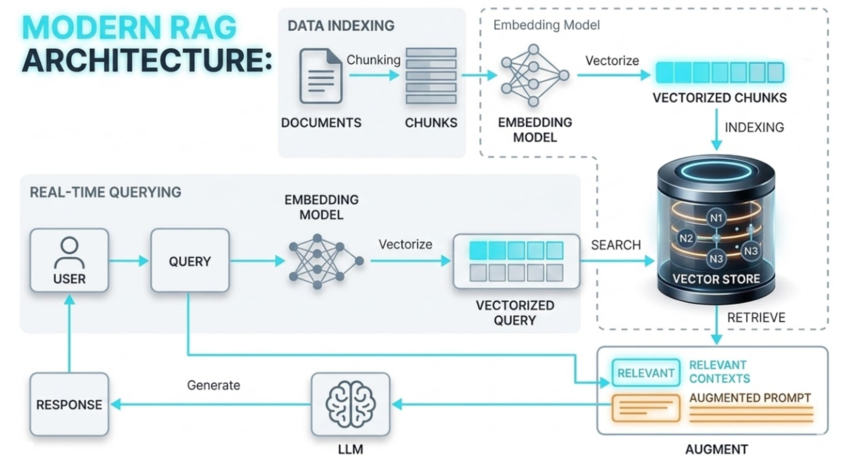 MODERN RAG
ARCHITECTURE:
DATA INDEXING
Chunking
DOCUMENTS
CHUNKS
Embedding Model
EMBEDDING
MODEL
Vectorize
VECTORIZED CHUNKS
INDEXING
REAL-TIME QUERYING
USER
QUERY
EMBEDDING
MODEL
Vectorize
VECTORIZED
QUERY
SEARCH
N1
N2
N3
N3
VECTOR STORE
RETRIEVE
RELEVANT
RELEVANT
CONTEXTS
AUGMENTED PROMPT
AUGMENT
LLM
Generate
RESPONSE